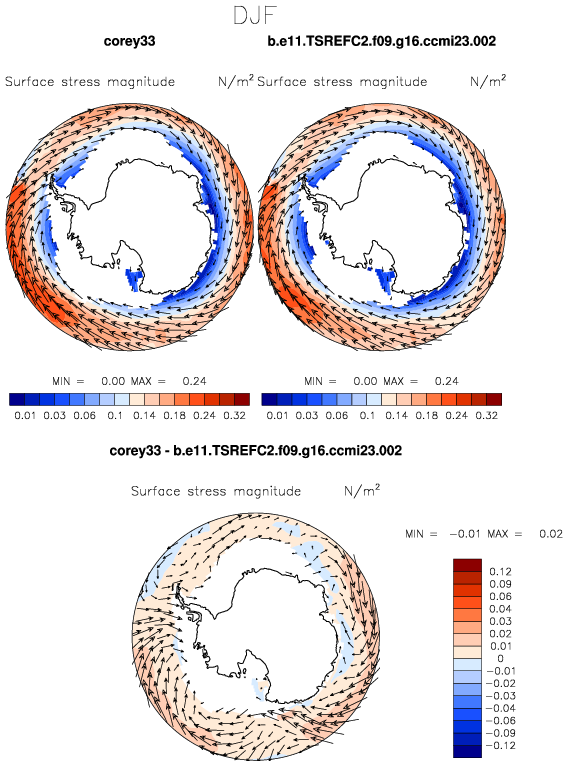 DJF
corey33
b.e11.TSREFC2.f09.g16.ccmi23.002
Surface stress magnitude N/m²
Surface stress magnitude N/m²
MIN = 0.00 MAX = 0.24
MIN = 0.00 MAX = 0.24
0.01 0.03 0.06 0.1 0.14 0.18 0.24 0.32
0.01 0.03 0.06 0.1 0.14 0.18 0.24 0.32
corey33 - b.e11.TSREFC2.f09.g16.ccmi23.002
Surface stress magnitude N/m²
MIN = -0.01 MAX = 0.02
0.12
0.09
0.06
0.04
0.03
0.02
0.01
0
-0.01
-0.02
-0.03
-0.04
-0.06
-0.09
-0.12